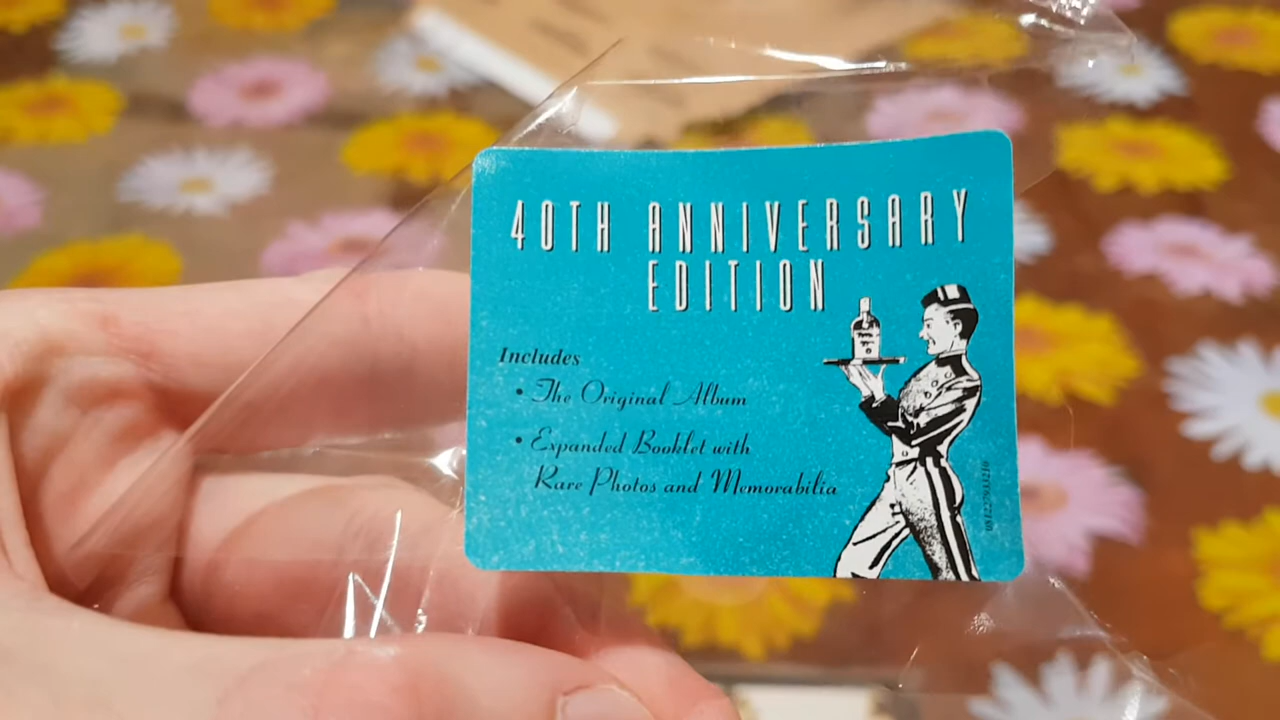 40TH ANNIVERSARY
EDITION
Includes
• The Original Album
• Expanded Booklet with
Rare Photos and Memorabilia